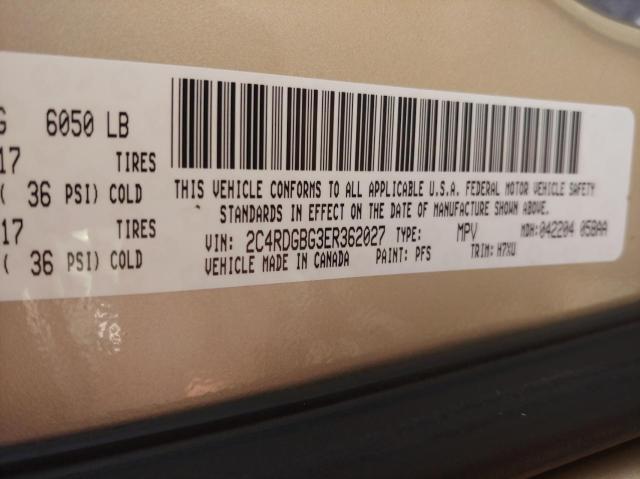 G 6050 LB
17 TIRES
( 36 PSI) COLD
17 TIRES
( 36 PSI) COLD
THIS VEHICLE CONFORMS TO ALL APPLICABLE U.S.A. FEDERAL MOTOR VEHICLE SAFETY
STANDARDS IN EFFECT ON THE DATE OF MANUFACTURE SHOWN ABOVE.
VIN: 2C4RDGBG3ER362027 TYPE: MPV MDH:042204 05BAA
VEHICLE MADE IN CANADA PAINT: PFS TRIM: H7XU